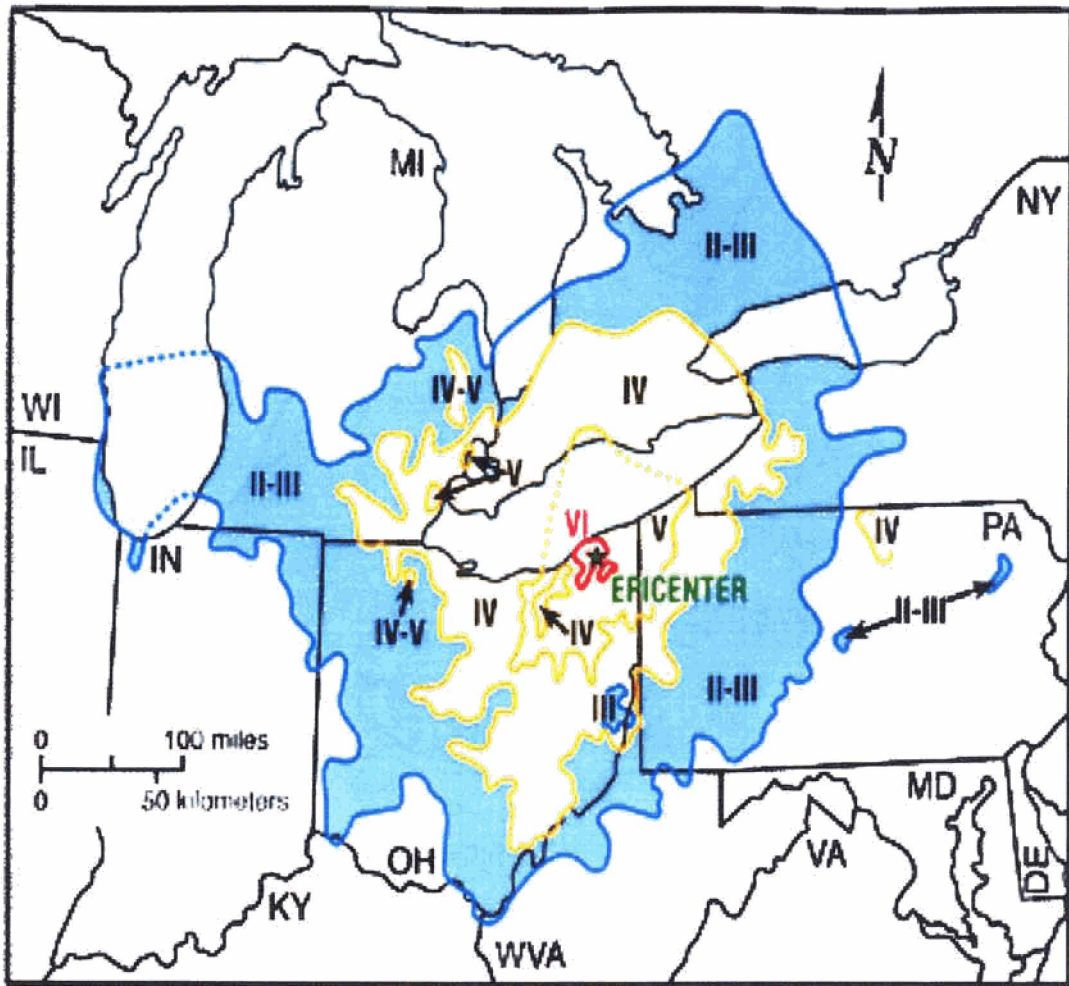 N
MI
NY
II-III
IV-V
IV
WI
IL
V
II-III
VI
V
IV
PA
IN
EPICENTER
IV
IV-V
IV
II-III
III
II-III
0 100 miles
0 50 kilometers
MD
OH
VA
DE
KY
WVA